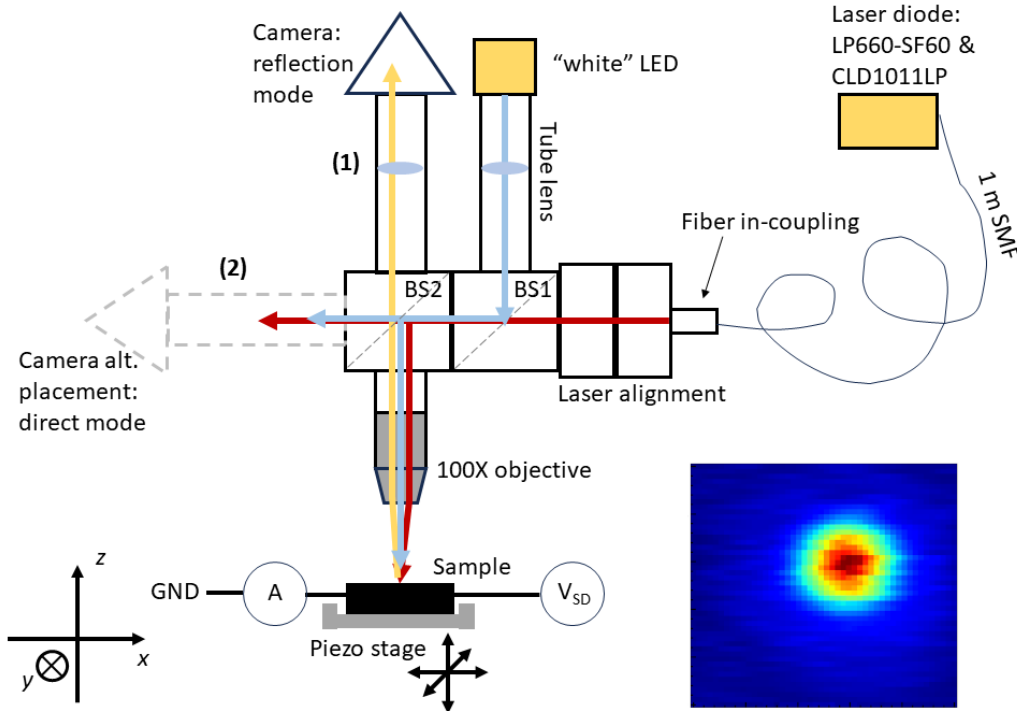 Camera:
reflection
mode
"white" LED
Laser diode:
LP660-SF60 &
CLD1011LP
(1)
Tube lens
1 m SMF
Fiber in-coupling
(2)
BS2
BS1
Camera alt.
placement:
direct mode
Laser alignment
100X objective
z
Sample
GND
A
V_SD
Piezo stage
x
y